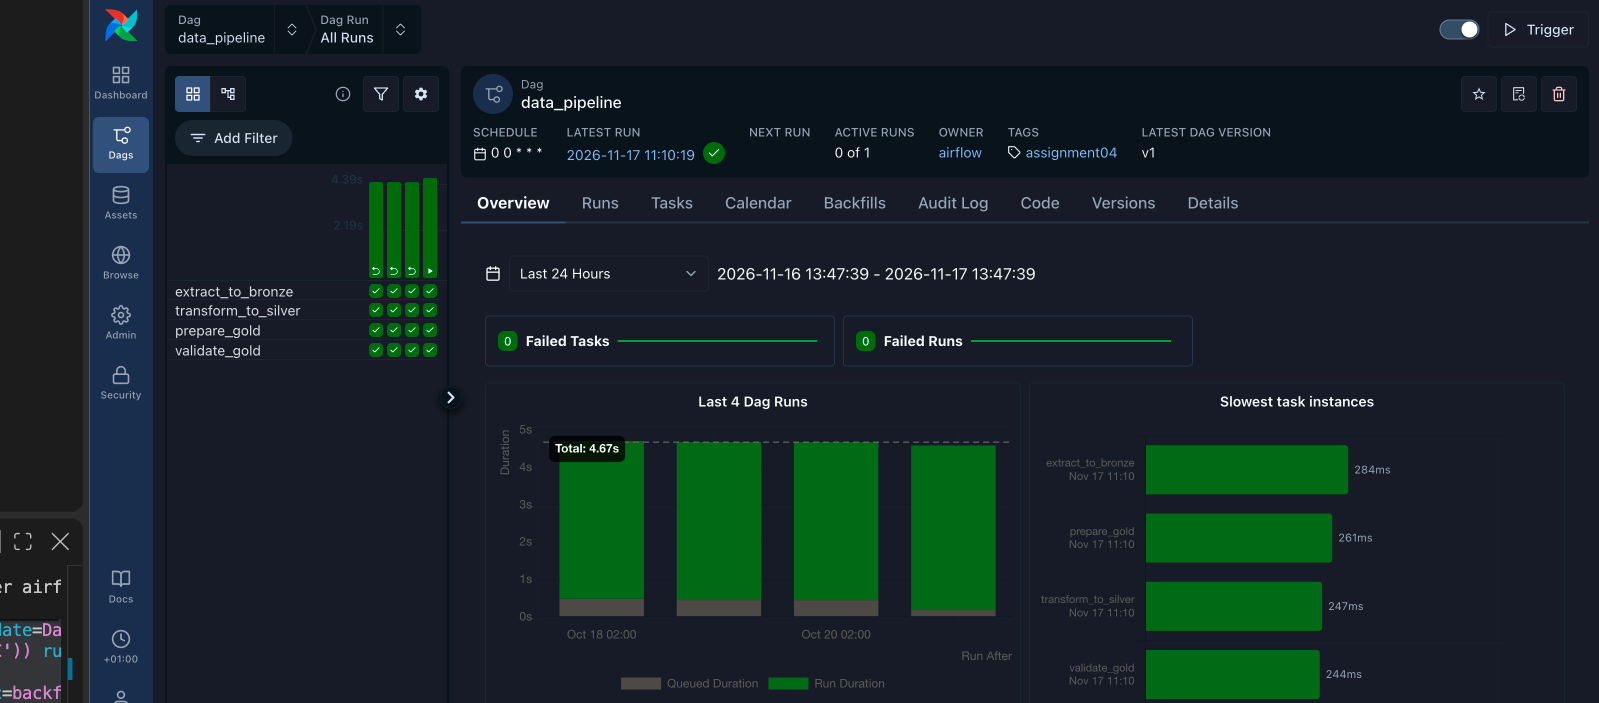 Dag
data_pipeline
Dag Run
All Runs
Trigger
Dashboard
Dags
Assets
Browse
Admin
Security
Docs
+01:00
Add Filter
4.39s
2.19s
extract_to_bronze
transform_to_silver
prepare_gold
validate_gold
Dag
data_pipeline
SCHEDULE
0 0 * * *
LATEST RUN
2026-11-17 11:10:19
NEXT RUN
ACTIVE RUNS
0 of 1
OWNER
airflow
TAGS
assignment04
LATEST DAG VERSION
v1
Overview Runs Tasks Calendar Backfills Audit Log Code Versions Details
Last 24 Hours
2026-11-16 13:47:39 - 2026-11-17 13:47:39
0 Failed Tasks
0 Failed Runs
Last 4 Dag Runs
Duration
5s
4s
3s
2s
1s
0s
Total: 4.67s
Oct 18 02:00
Oct 20 02:00
Run After
Queued Duration
Run Duration
Slowest task instances
extract_to_bronze
Nov 17 11:10
284ms
prepare_gold
Nov 17 11:10
261ms
transform_to_silver
Nov 17 11:10
247ms
validate_gold
Nov 17 11:10
244ms
er airf
date=Da
')) ru
=backf